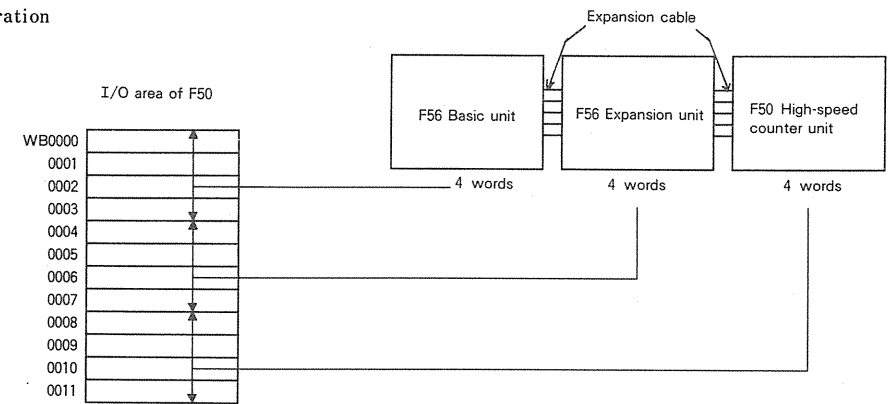 ration
Expansion cable
I/O area of F50
F56 Basic unit
F56 Expansion unit
F50 High-speed
counter unit
4 words
4 words
4 words
WB0000
0001
0002
0003
0004
0005
0006
0007
0008
0009
0010
0011